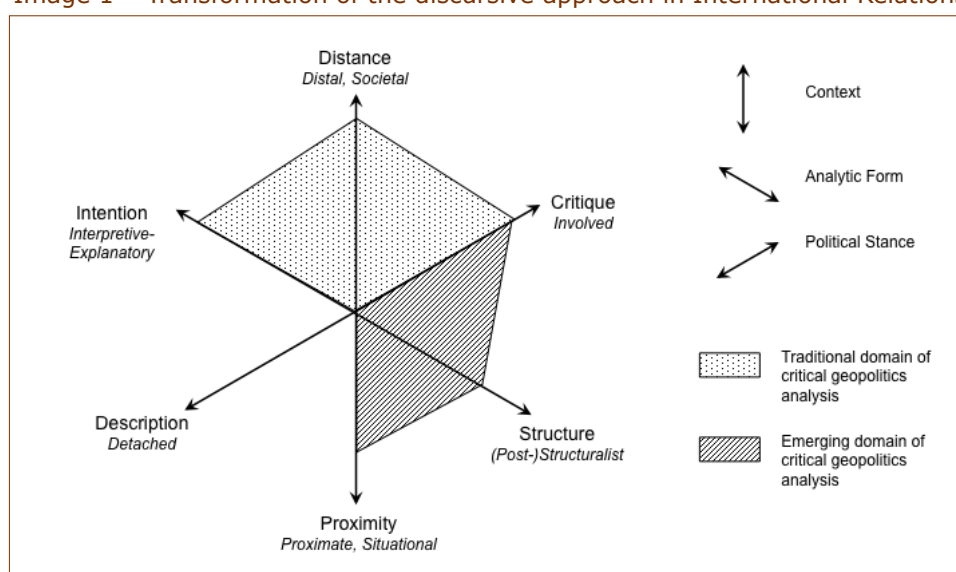 Image 1 – Transformation of the discursive approach in International Relation
Distance
Distal, Societal
Context
Analytic Form
Critique
Involved
Intention
Interpretive-
Explanatory
Political Stance
Traditional domain of
critical geopolitics
analysis
Description
Detached
Structure
(Post-)Structuralist
Emerging domain of
critical geopolitics
analysis
Proximity
Proximate, Situational